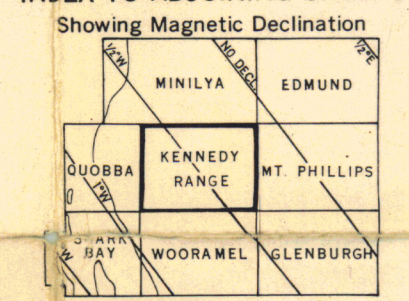 Showing Magnetic Declination
½°W
NO DECL.
½°E
MINILYA
EDMUND
QUOBBA
KENNEDY
RANGE
MT. PHILLIPS
1°W
BAY
WOORAMEL
GLENBURGH